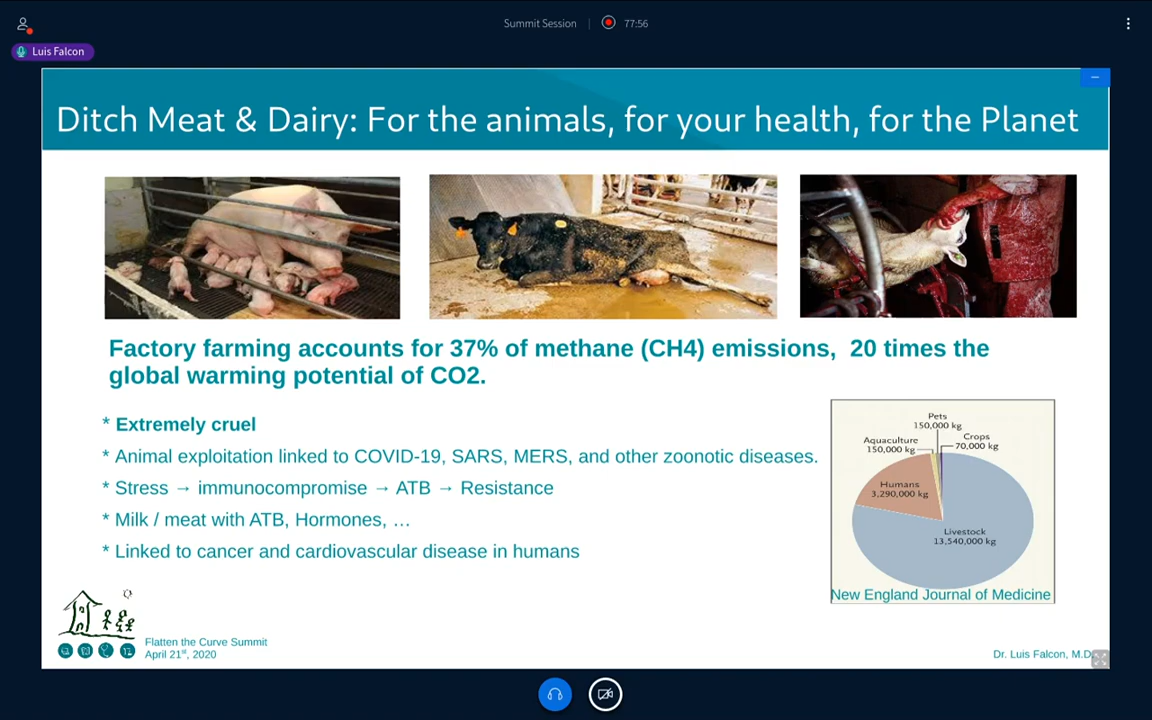 Summit Session
77:56
Luis Falcon
Ditch Meat & Dairy: For the animals, for your health, for the Planet
Factory farming accounts for 37% of methane (CH4) emissions,  20 times the
global warming potential of CO2.
* Extremely cruel
* Animal exploitation linked to COVID-19, SARS, MERS, and other zoonotic diseases.
* Stress → immunocompromise → ATB → Resistance
* Milk / meat with ATB, Hormones, …
* Linked to cancer and cardiovascular disease in humans
Pets
150,000 kg
Crops
70,000 kg
Aquaculture
150,000 kg
Humans
3,290,000 kg
Livestock
13,540,000 kg
New England Journal of Medicine
Flatten the Curve Summit
April 21st, 2020
Dr. Luis Falcon, M.D